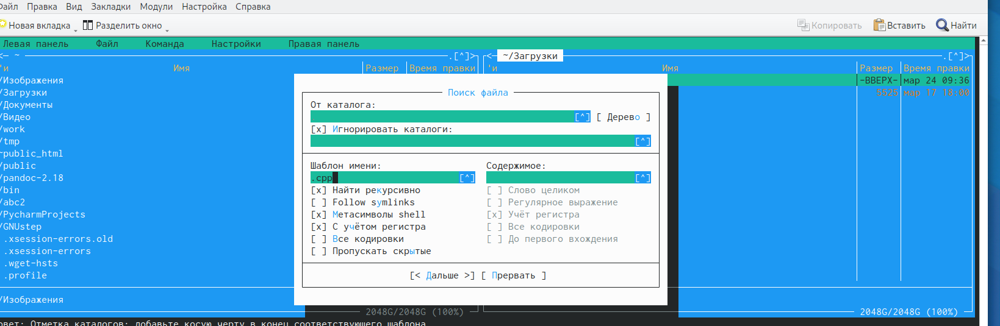 Файл Правка Вид Закладки Модули Настройка Справка
Новая вкладка Разделить окно Копировать Вставить Найти
Левая панель Файл Команда Настройки Правая панель
<─ ~ .[^]> <─ ~/Загрузки .[^]>
'и Имя Размер Время правки 'и Имя Размер Время правки
/Изображения -ВВЕРХ- мар 24 09:36
/Загрузки Поиск файла 5525 мар 17 18:00
/Документы От каталога:
/Видео [^] [ Дерево ]
/work [x] Игнорировать каталоги:
/tmp [^]
~public_html
/public Шаблон имени: Содержимое:
/pandoc-2.18 .cpp [^] [^]
/bin [x] Найти рекурсивно [ ] Слово целиком
/abc2 [ ] Follow symlinks [ ] Регулярное выражение
/PycharmProjects [x] Метасимволы shell [x] Учёт регистра
/GNUstep [x] С учётом регистра [ ] Все кодировки
.xsession-errors.old [ ] Все кодировки [ ] До первого вхождения
.xsession-errors [ ] Пропускать скрытые
.wget-hsts
.profile [< Дальше >] [ Прервать ]
/Изображения
2048G/2048G (100%) 2048G/2048G (100%)
овет: Отметка каталогов: добавьте косую черту в конец соответствующего шаблона